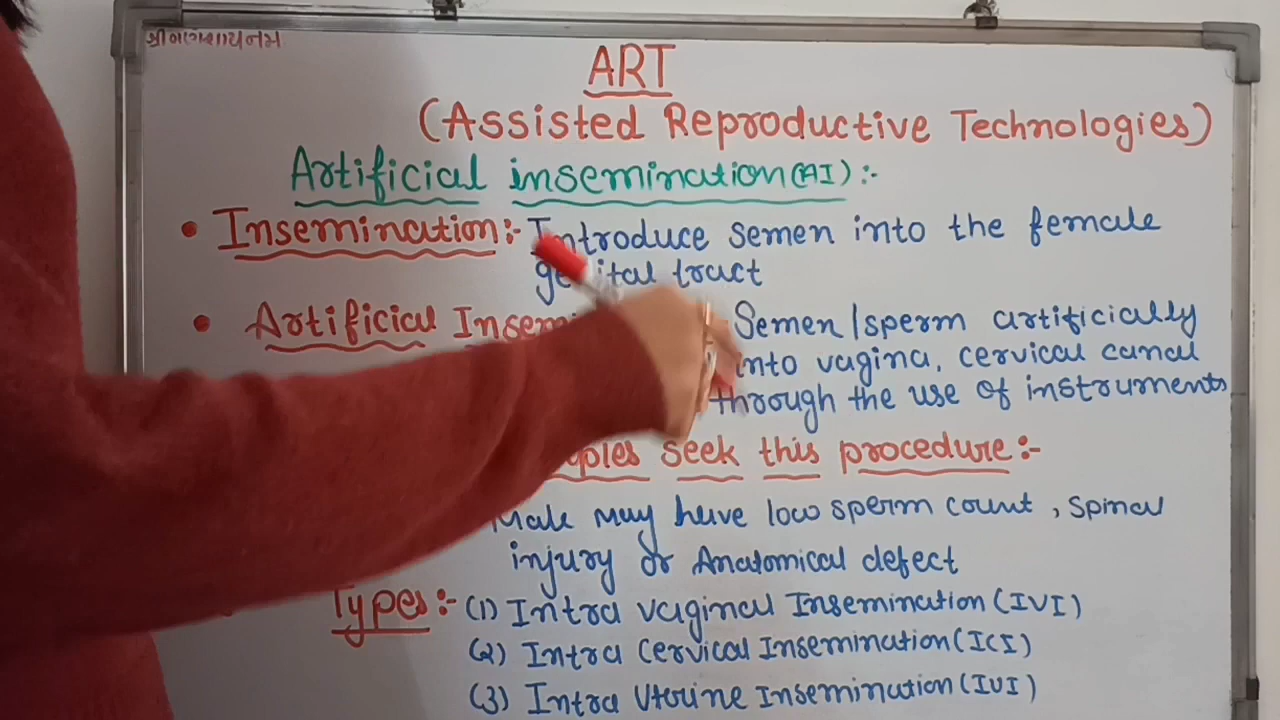 શ્રી ગણેશાય નમ
ART
(Assisted Reproductive Technologies)
Artificial insemination (AI) :-
• Insemination :- Introduce semen into the female
genital tract
• Artificial Semen/sperm artificially
into vagina, cervical canal
through the use of instruments
seek this procedure :-
Male may have low sperm count, spinal
injury or Anatomical defect
Types :- (1) Intra vaginal Insemination (IVI)
(2) Intra Cervical Insemination (ICI)
(3) Intra Uterine Insemination (IUI)